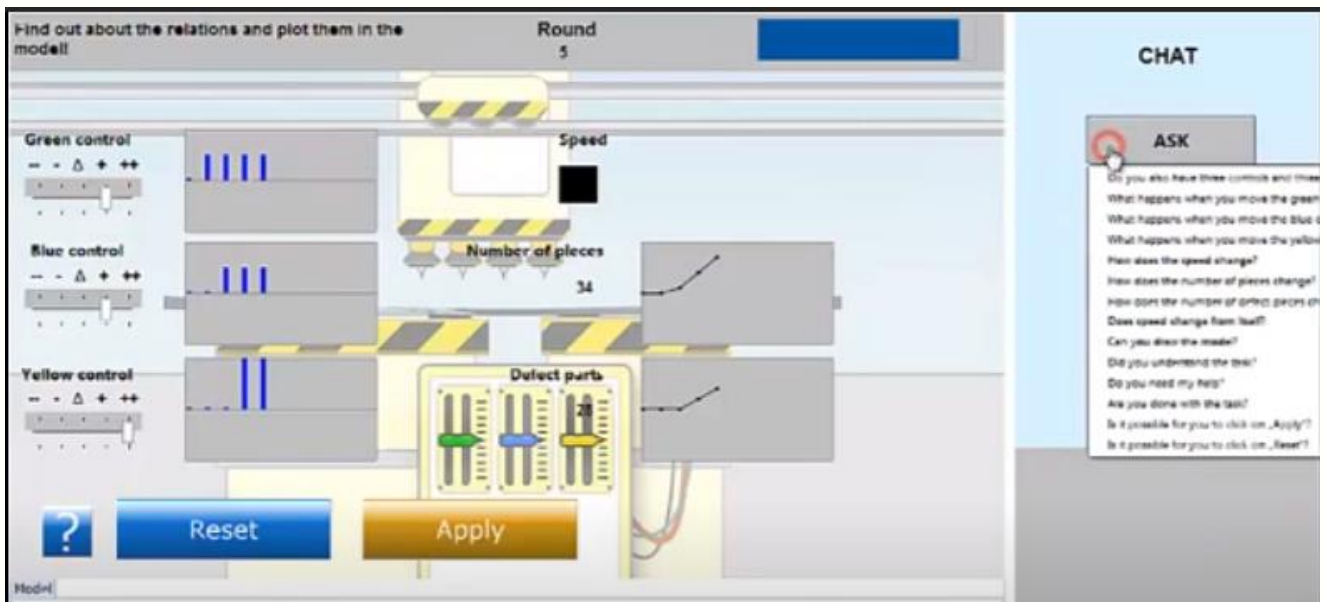 Find out about the relations and plot them in the
model!
Round
5
CHAT
ASK
Green control
-- - Δ + ++
Speed
Blue control
-- - Δ + ++
Number of pieces
34
Yellow control
-- - Δ + ++
Defect parts
28
Do you also have three controls and three
What happens when you move the green
What happens when you move the blue
What happens when you move the yellow
How does the speed change?
How does the number of pieces change?
How does the number of defect pieces
Does speed change from itself?
Can you draw the model?
Did you understand the task?
Do you need my help?
Are you done with the task?
Is it possible for you to click on „Apply"?
Is it possible for you to click on „Reset"?
?
Reset
Apply
Model